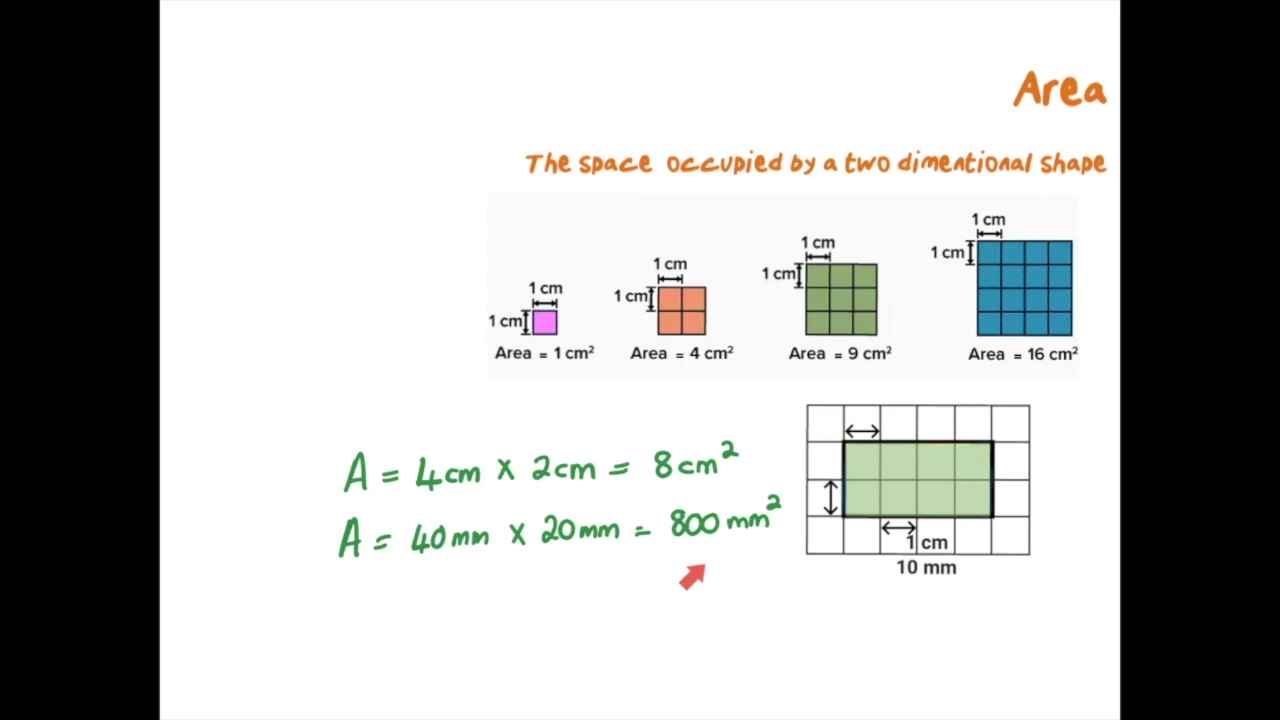 Area
The space occupied by a two dimentional shape
1 cm
1 cm
Area = 1 cm²
1 cm
1 cm
Area = 4 cm²
1 cm
1 cm
Area = 9 cm²
1 cm
1 cm
Area = 16 cm²
A = 4cm × 2cm = 8cm²
A = 40mm × 20mm = 800mm²
1 cm
10 mm